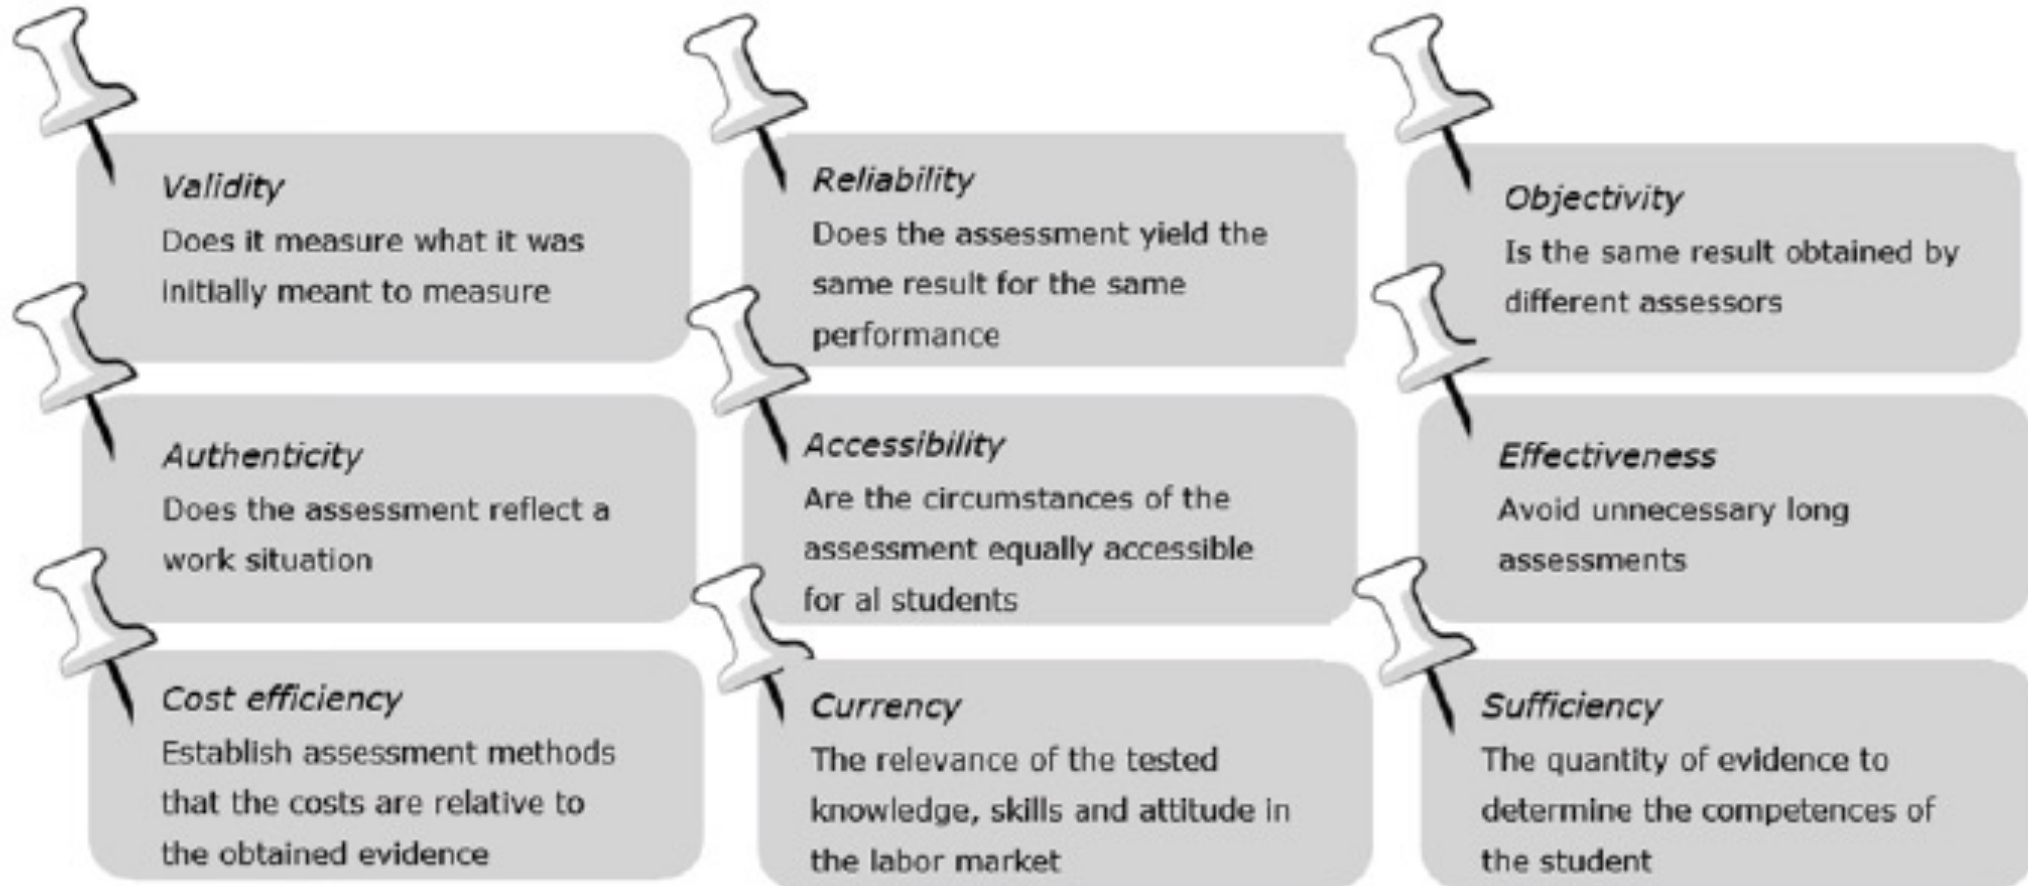 Validity
Does it measure what it was
initially meant to measure
Reliability
Does the assessment yield the
same result for the same
performance
Objectivity
Is the same result obtained by
different assessors
Authenticity
Does the assessment reflect a
work situation
Accessibility
Are the circumstances of the
assessment equally accessible
for al students
Effectiveness
Avoid unnecessary long
assessments
Cost efficiency
Establish assessment methods
that the costs are relative to
the obtained evidence
Currency
The relevance of the tested
knowledge, skills and attitude in
the labor market
Sufficiency
The quantity of evidence to
determine the competences of
the student